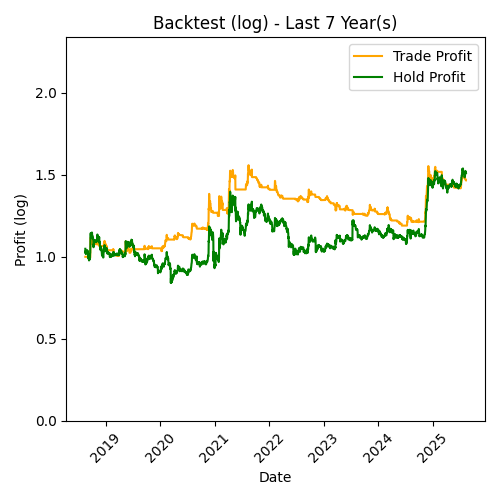 Backtest (log) - Last 7 Year(s)
Trade Profit
Hold Profit
Profit (log)
2.0
1.5
1.0
0.5
0.0
2019
2020
2021
2022
2023
2024
2025
Date